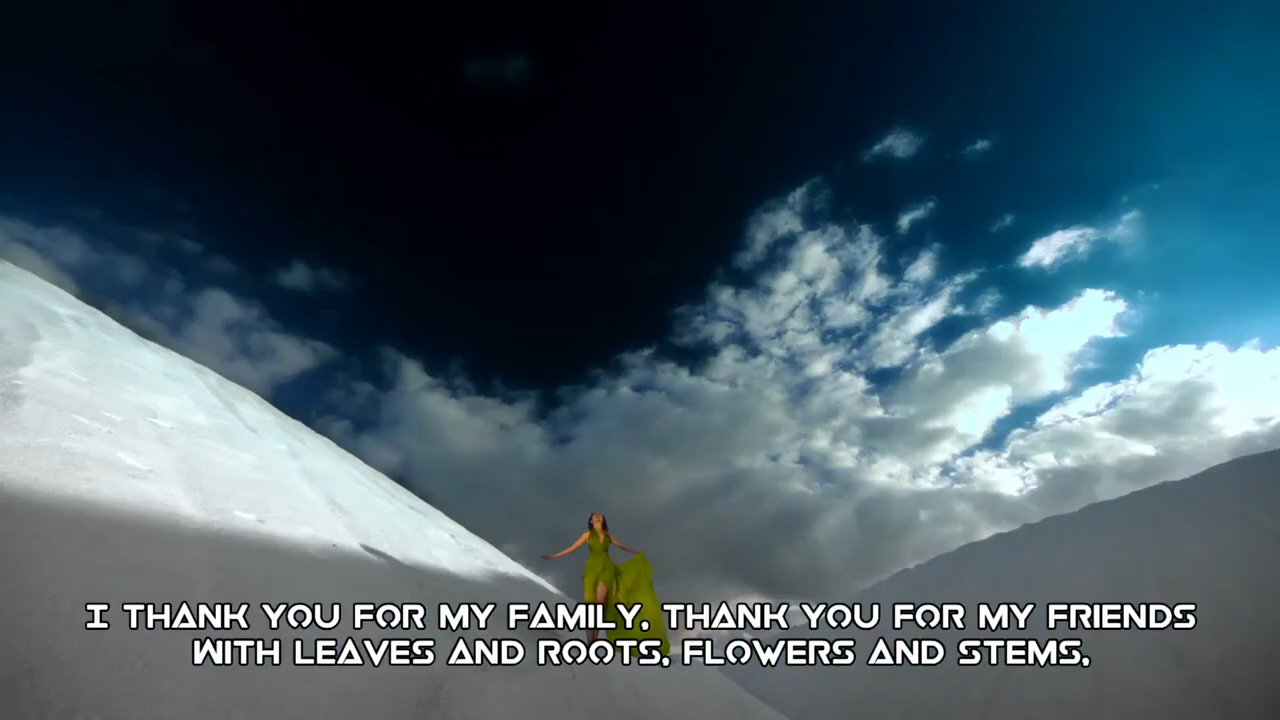 I THANK YOU FOR MY FAMILY, THANK YOU FOR MY FRIENDS
WITH LEAVES AND ROOTS, FLOWERS AND STEMS,